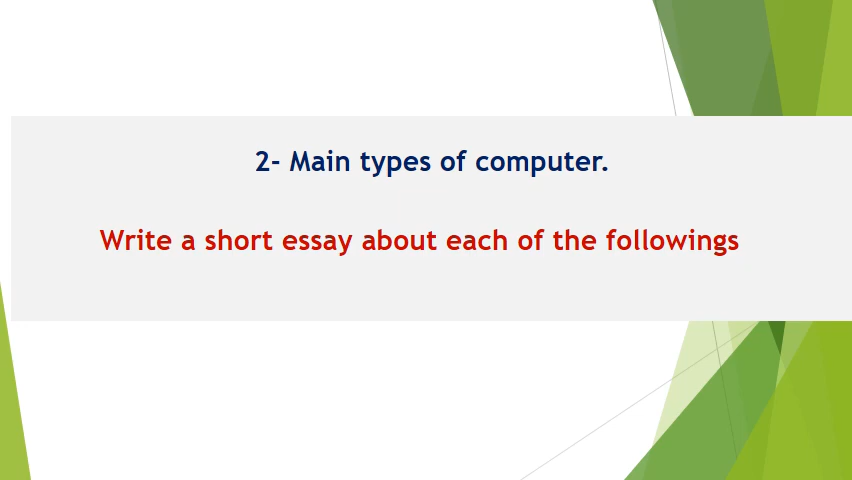 2- Main types of computer.
Write a short essay about each of the followings